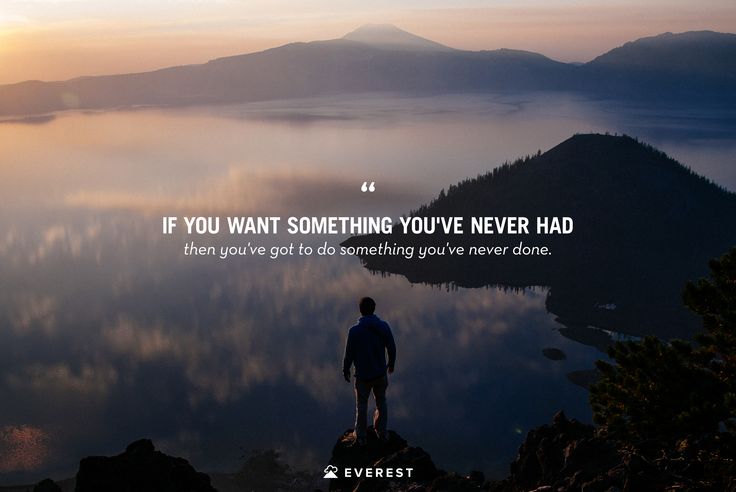 “
IF YOU WANT SOMETHING YOU'VE NEVER HAD
then you've got to do something you've never done.
EVEREST